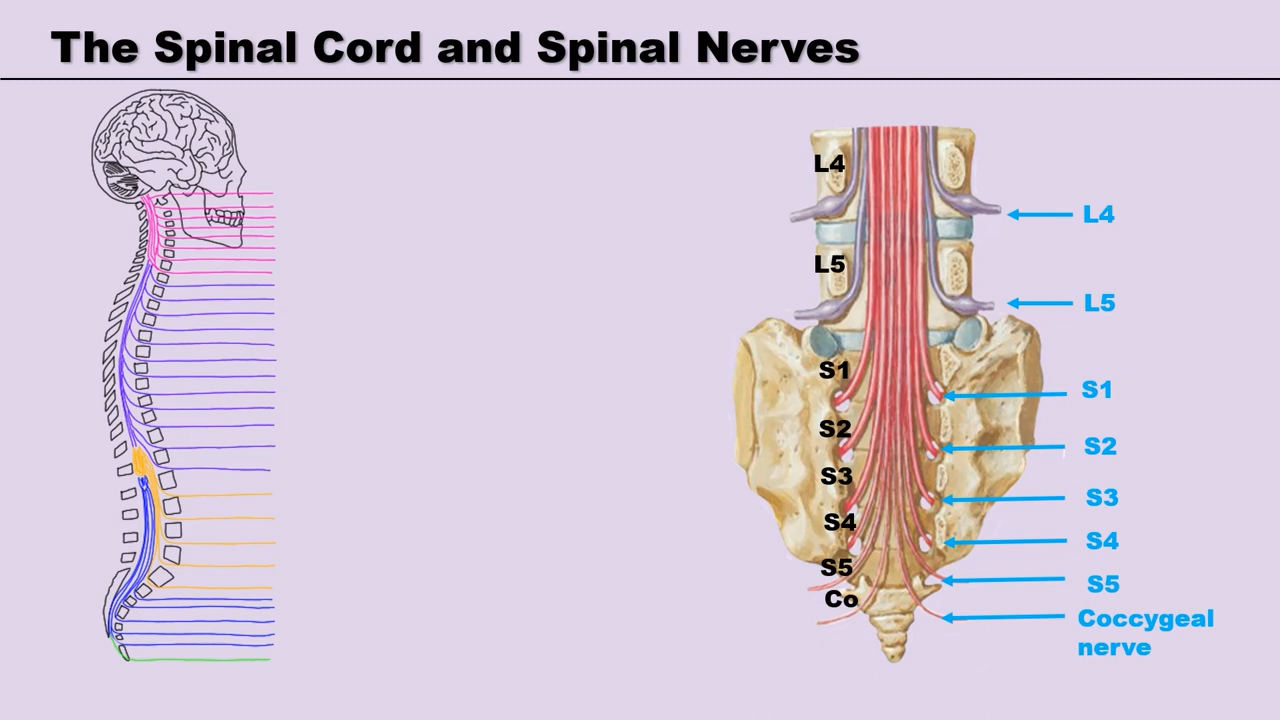 The Spinal Cord and Spinal Nerves
L4
L4
L5
L5
S1
S1
S2
S2
S3
S3
S4
S4
S5
S5
Co
Coccygeal
nerve